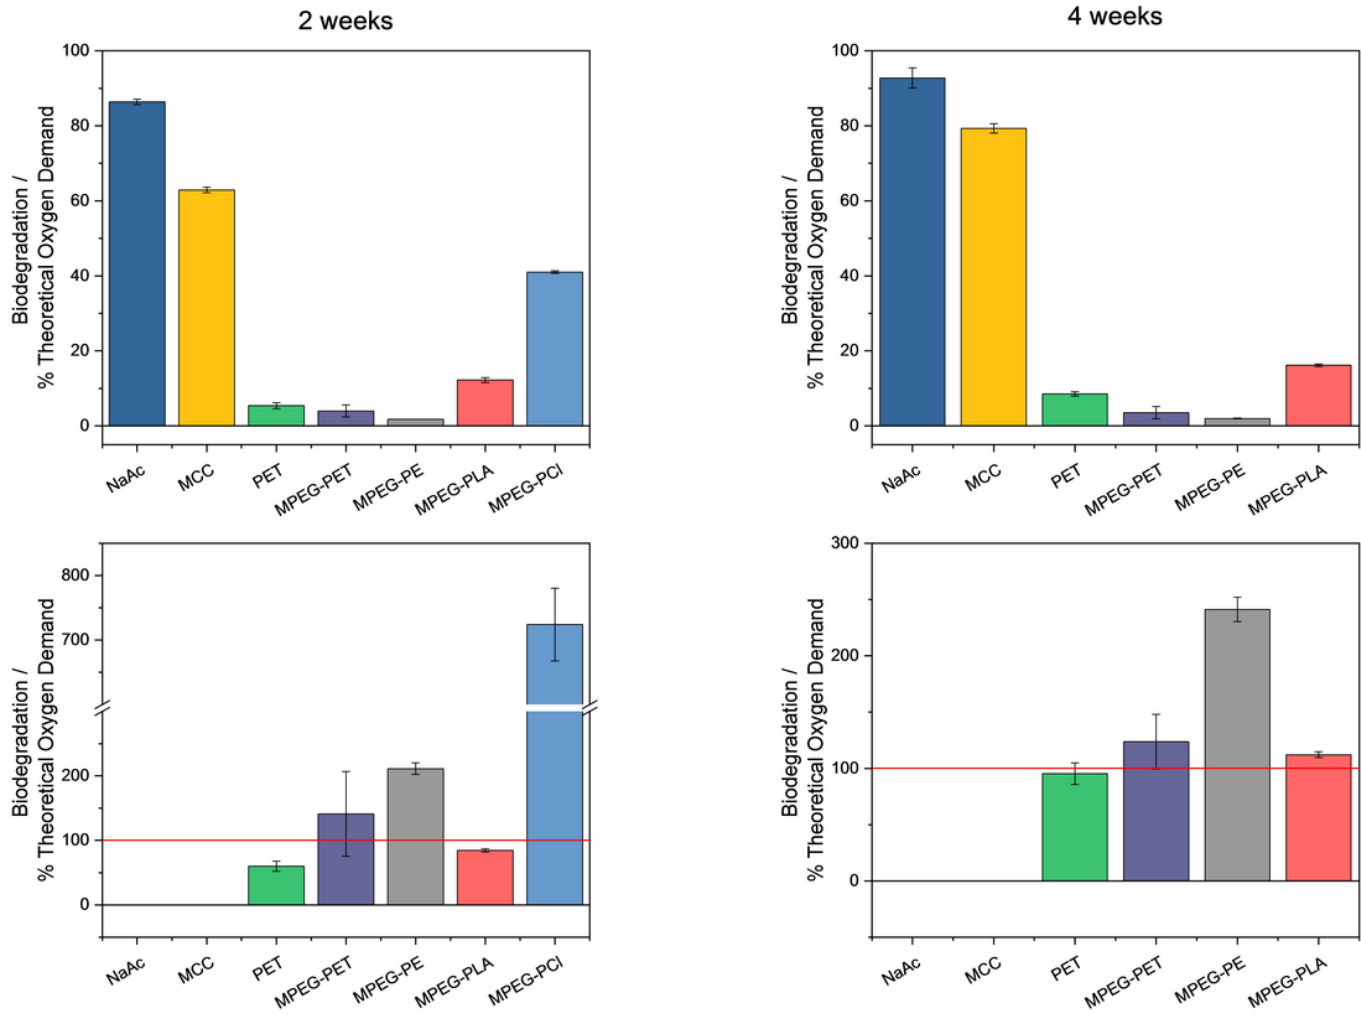 2 weeks
4 weeks
Biodegradation /
% Theoretical Oxygen Demand
100
80
60
40
20
0
NaAc
MCC
PET
MPEG-PET
MPEG-PE
MPEG-PLA
MPEG-PCl
Biodegradation /
% Theoretical Oxygen Demand
100
80
60
40
20
0
NaAc
MCC
PET
MPEG-PET
MPEG-PE
MPEG-PLA
Biodegradation /
% Theoretical Oxygen Demand
800
700
200
100
0
NaAc
MCC
PET
MPEG-PET
MPEG-PE
MPEG-PLA
MPEG-PCl
Biodegradation /
% Theoretical Oxygen Demand
300
200
100
0
NaAc
MCC
PET
MPEG-PET
MPEG-PE
MPEG-PLA